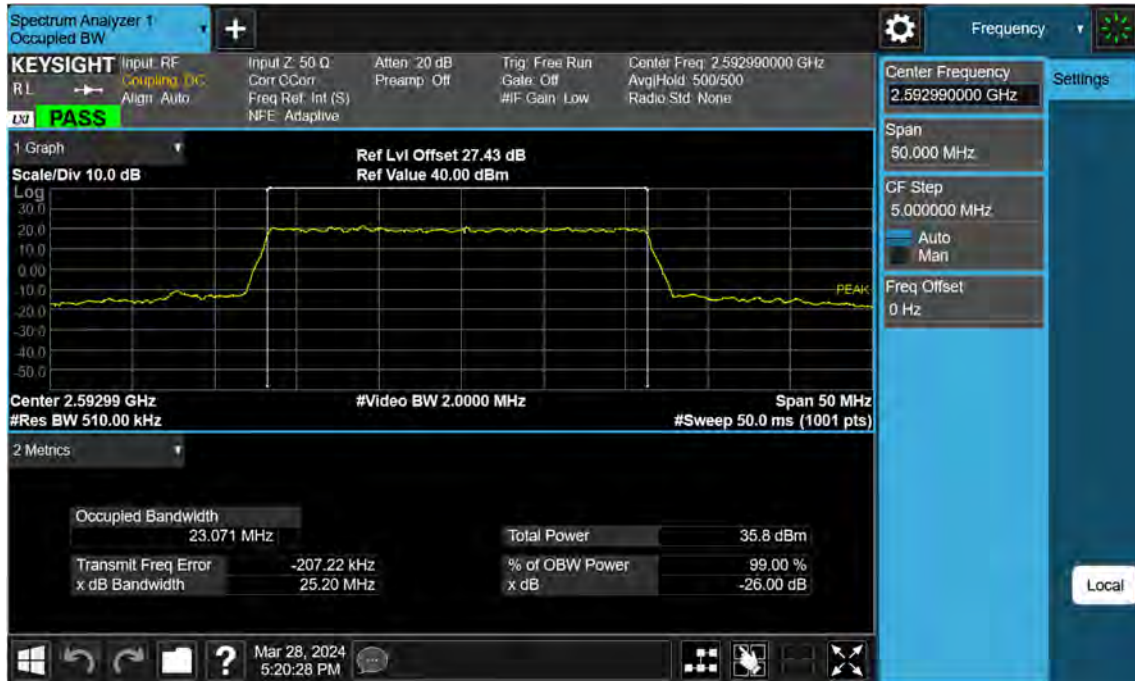 Spectrum Analyzer 1
Occupied BW
+
Frequency
KEYSIGHT
RL
LXI PASS
Input: RF
Coupling: DC
Align: Auto
Input Z: 50 Ω
Corr CCorr
Freq Ref: Int (S)
NFE: Adaptive
Atten: 20 dB
Preamp: Off
Trig: Free Run
Gate: Off
#IF Gain: Low
Center Freq: 2.592990000 GHz
Avg|Hold: 500/500
Radio Std: None
Center Frequency
2.592990000 GHz
Settings
Span
50.000 MHz
CF Step
5.000000 MHz
Auto
Man
Freq Offset
0 Hz
1 Graph
Scale/Div 10.0 dB
Ref Lvl Offset 27.43 dB
Ref Value 40.00 dBm
Log
30.0
20.0
10.0
0.00
-10.0
-20.0
-30.0
-40.0
-50.0
PEAK
Center 2.59299 GHz
#Video BW 2.0000 MHz
Span 50 MHz
#Res BW 510.00 kHz
#Sweep 50.0 ms (1001 pts)
2 Metrics
Occupied Bandwidth
23.071 MHz
Total Power 35.8 dBm
Transmit Freq Error -207.22 kHz
% of OBW Power 99.00 %
x dB Bandwidth 25.20 MHz
x dB -26.00 dB
Local
?
Mar 28, 2024
5:20:28 PM